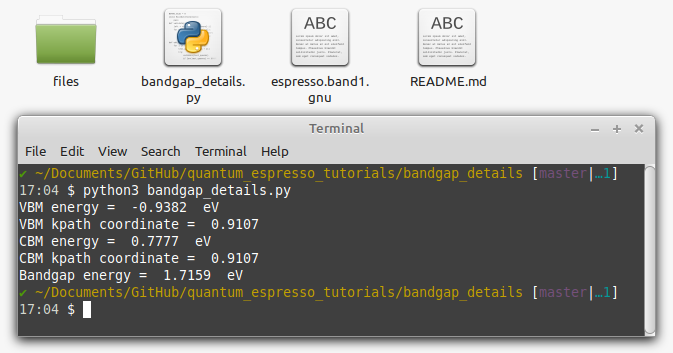 files
bandgap_details.
py
espresso.band1.
gnu
README.md
ABC
ABC
Terminal
File Edit View Search Terminal Help
✔ ~/Documents/GitHub/quantum_espresso_tutorials/bandgap_details [master|…1]
17:04 $ python3 bandgap_details.py
VBM energy =  -0.9382  eV
VBM kpath coordinate =  0.9107
CBM energy =  0.7777  eV
CBM kpath coordinate =  0.9107
Bandgap energy =  1.7159  eV
✔ ~/Documents/GitHub/quantum_espresso_tutorials/bandgap_details [master|…1]
17:04 $